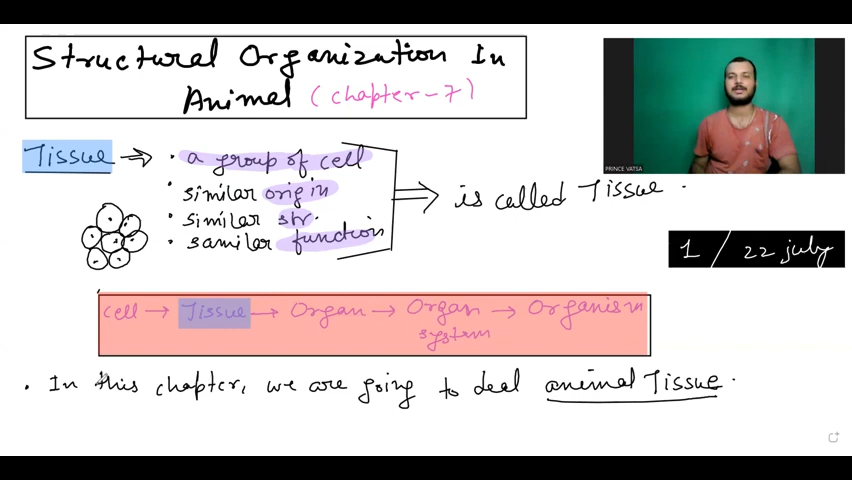 Structural Organization In
Animal (chapter-7)
PRINCE VATSA
Tissue ⇒ • a group of cell
• similar origin
• similar str.
• samiler function
⇒ is called Tissue.
1 / 22 july
cell → Tissue → Organ → Organ system → Organism
• In this chapter, we are going to deal animal Tissue.